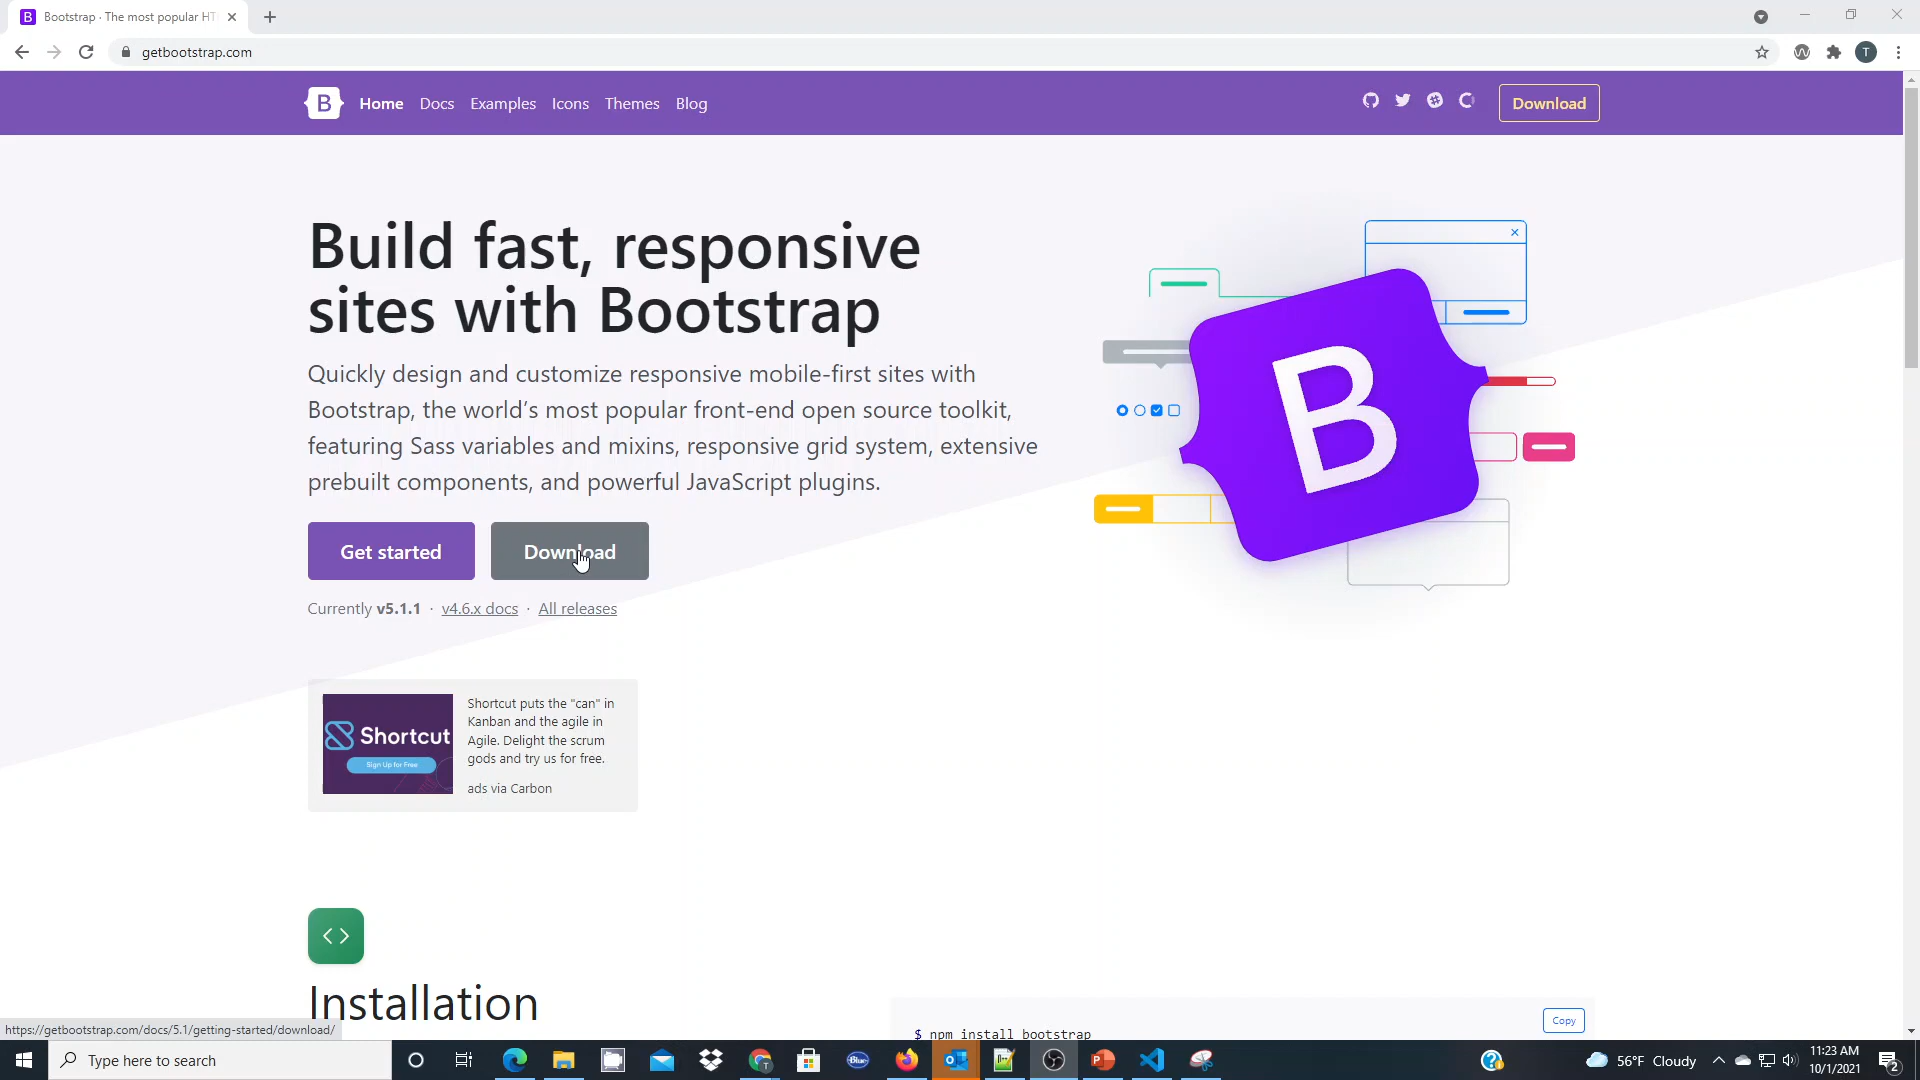 Bootstrap · The most popular HT
getbootstrap.com
T
B
Home Docs Examples Icons Themes Blog
Download
Build fast, responsive
sites with Bootstrap
Quickly design and customize responsive mobile-first sites with
Bootstrap, the world’s most popular front-end open source toolkit,
featuring Sass variables and mixins, responsive grid system, extensive
prebuilt components, and powerful JavaScript plugins.
B
Get started
Download
Currently v5.1.1 · v4.6.x docs · All releases
Shortcut
Sign Up for Free
Shortcut puts the "can" in
Kanban and the agile in
Agile. Delight the scrum
gods and try us for free.
ads via Carbon
Installation
Copy
$ npm install bootstrap
https://getbootstrap.com/docs/5.1/getting-started/download/
Type here to search
Blue
56°F Cloudy
11:23 AM
10/1/2021
2